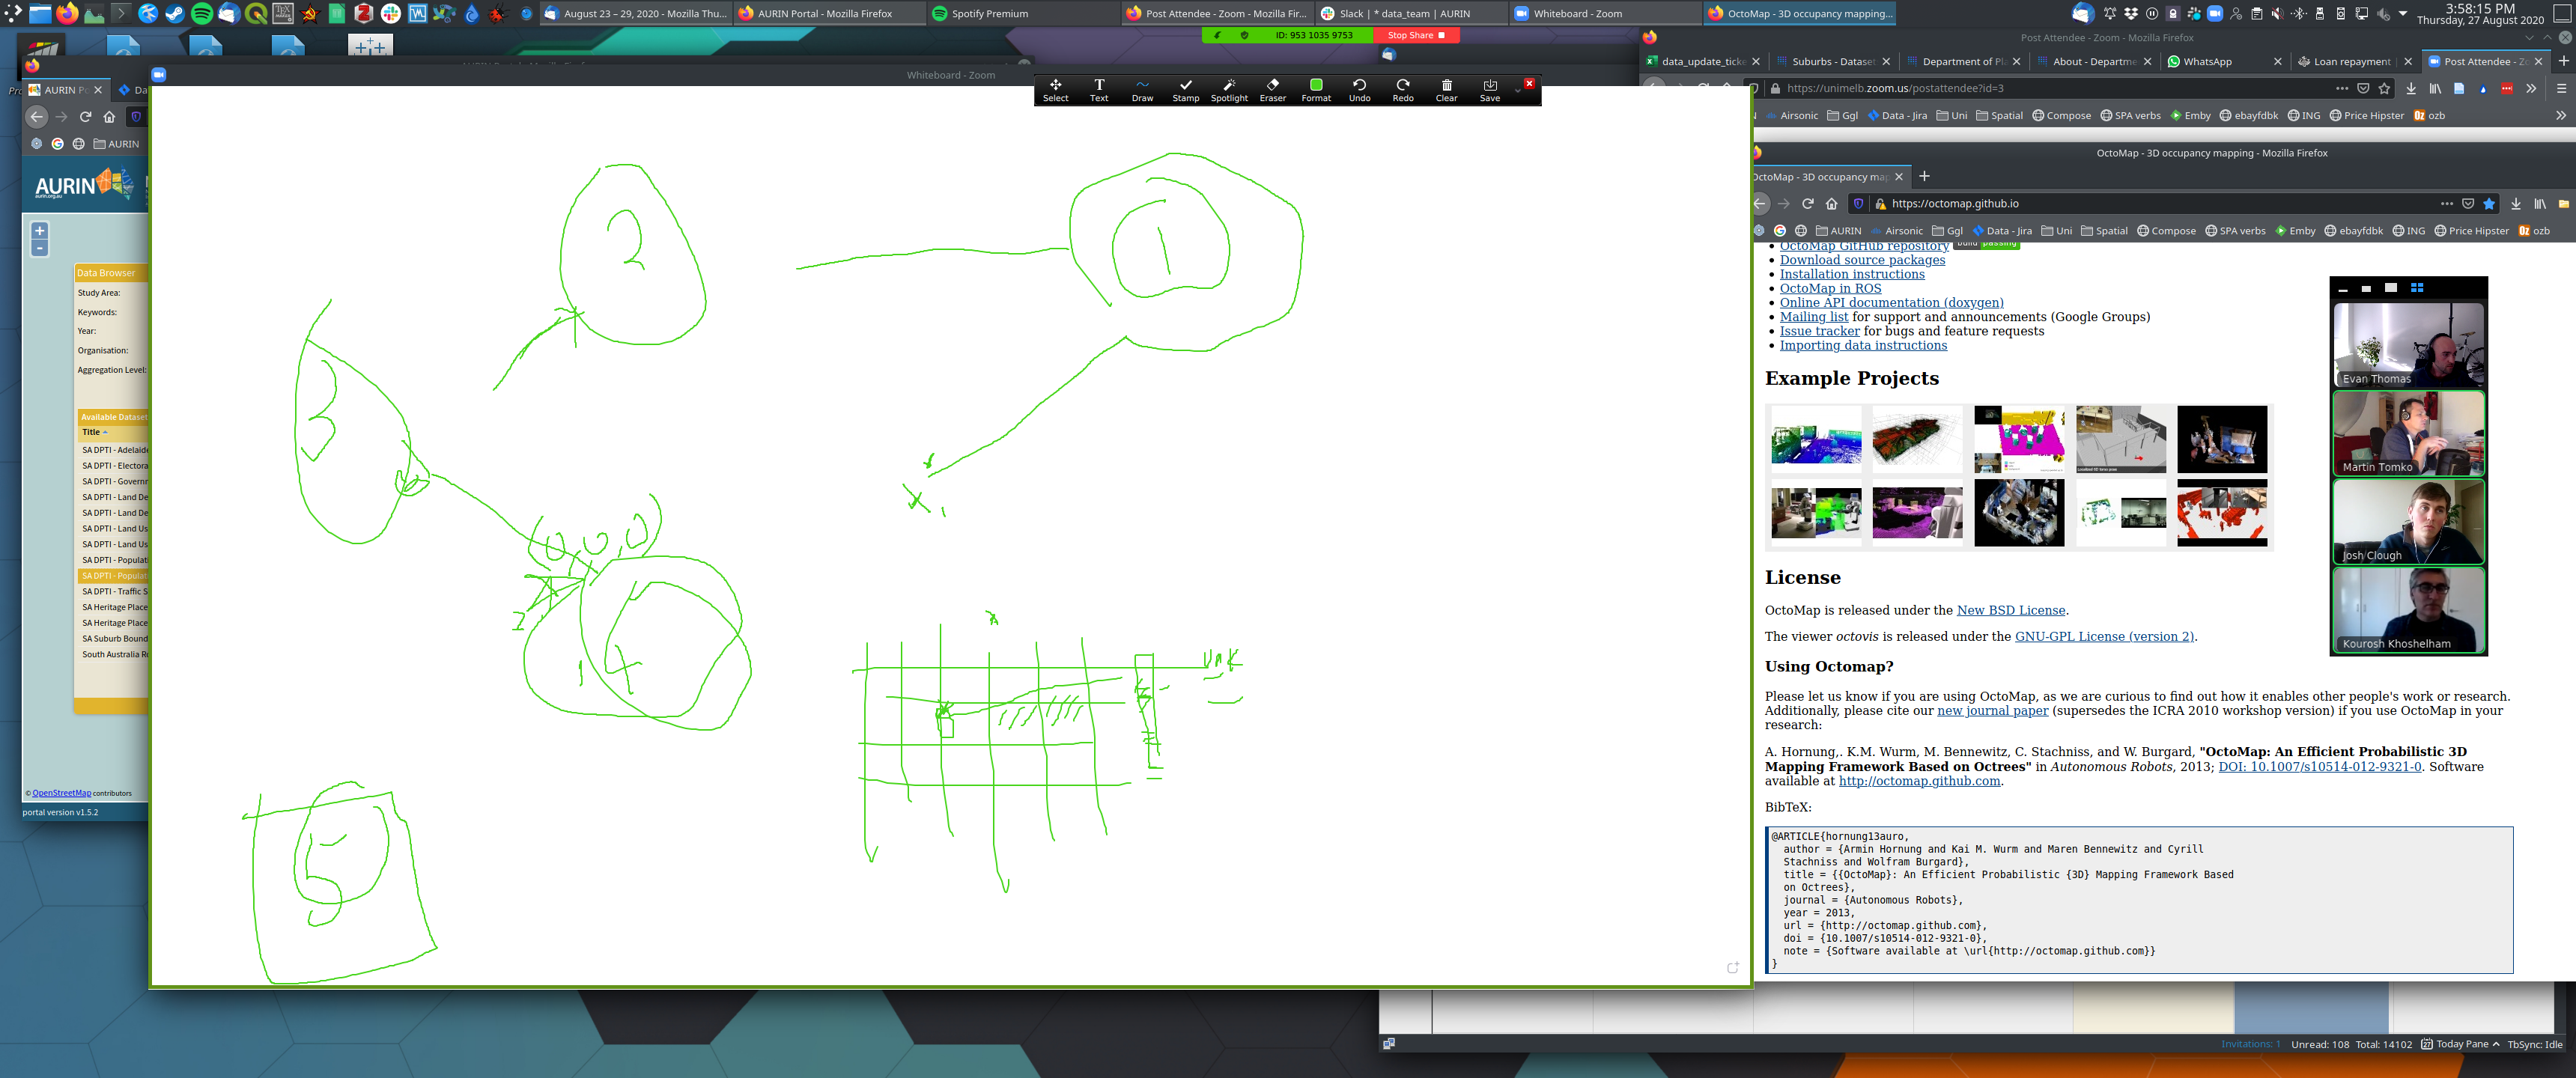 August 23 – 29, 2020 - Mozilla Thu...
AURIN Portal - Mozilla Firefox
Spotify Premium
Post Attendee - Zoom - Mozilla Fir...
Slack | * data_team | AURIN
Whiteboard - Zoom
OctoMap - 3D occupancy mapping...
3:58:15 PM
Thursday, 27 August 2020
ID: 953 1035 9753
Stop Share
Post Attendee - Zoom - Mozilla Firefox
data_update_ticke
Suburbs - Dataset
Department of Pl
About - Departme
WhatsApp
Loan repayment
Post Attendee - Zo
https://unimelb.zoom.us/postattendee?id=3
Airsonic
Ggl
Data - Jira
Uni
Spatial
Compose
SPA verbs
Emby
ebayfdbk
ING
Price Hipster
ozb
Whiteboard - Zoom
Select
Text
Draw
Stamp
Spotlight
Eraser
Format
Undo
Redo
Clear
Save
AURIN Po
Da
AURIN
AURIN
aurin.org.au
+
-
Data Browser
Study Area:
Keywords:
Year:
Organisation:
Aggregation Level:
Available Dataset
Title
SA DPTI - Adelaid
SA DPTI - Electora
SA DPTI - Governm
SA DPTI - Land De
SA DPTI - Land De
SA DPTI - Land Us
SA DPTI - Land Us
SA DPTI - Populat
SA DPTI - Populat
SA DPTI - Traffic S
SA Heritage Place
SA Heritage Place
SA Suburb Bound
South Australia Ro
© OpenStreetMap contributors
portal version v1.5.2
2
1
3
(0,0,0)
1
4
5
x
Unk
OctoMap - 3D occupancy mapping - Mozilla Firefox
OctoMap - 3D occupancy map
https://octomap.github.io
AURIN
Airsonic
Ggl
Data - Jira
Uni
Spatial
Compose
SPA verbs
Emby
ebayfdbk
ING
Price Hipster
ozb
OctoMap GitHub repository build passing
Download source packages
Installation instructions
OctoMap in ROS
Online API documentation (doxygen)
Mailing list for support and announcements (Google Groups)
Issue tracker for bugs and feature requests
Importing data instructions
Example Projects
License
OctoMap is released under the New BSD License.
The viewer octovis is released under the GNU-GPL License (version 2).
Using Octomap?
Please let us know if you are using OctoMap, as we are curious to find out how it enables other people's work or research.
Additionally, please cite our new journal paper (supersedes the ICRA 2010 workshop version) if you use OctoMap in your
research:
A. Hornung,. K.M. Wurm, M. Bennewitz, C. Stachniss, and W. Burgard, "OctoMap: An Efficient Probabilistic 3D
Mapping Framework Based on Octrees" in Autonomous Robots, 2013; DOI: 10.1007/s10514-012-9321-0. Software
available at http://octomap.github.com.
BibTeX:
@ARTICLE{hornung13auro,
author = {Armin Hornung and Kai M. Wurm and Maren Bennewitz and Cyrill
Stachniss and Wolfram Burgard},
title = {{OctoMap}: An Efficient Probabilistic {3D} Mapping Framework Based
on Octrees},
journal = {Autonomous Robots},
year = 2013,
url = {http://octomap.github.com},
doi = {10.1007/s10514-012-9321-0},
note = {Software available at \url{http://octomap.github.com}}
}
Evan Thomas
Martin Tomko
Josh Clough
Kourosh Khoshelham
Invitations: 1
Unread: 108
Total: 14102
Today Pane
TbSync: Idle